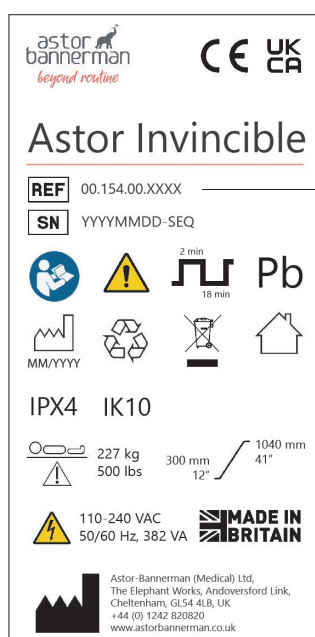 astor
bannerman
beyond routine
CE UK
CA
Astor Invincible
REF 00.154.00.XXXX
SN YYYYMMDD-SEQ
2 min
18 min
Pb
MM/YYYY
IPX4 IK10
227 kg
500 lbs
300 mm
12"
1040 mm
41"
110-240 VAC
50/60 Hz, 382 VA
MADE IN
BRITAIN
Astor-Bannerman (Medical) Ltd,
The Elephant Works, Andoversford Link,
Cheltenham, GL54 4LB, UK
+44 (0) 1242 820820
www.astorbannerman.co.uk